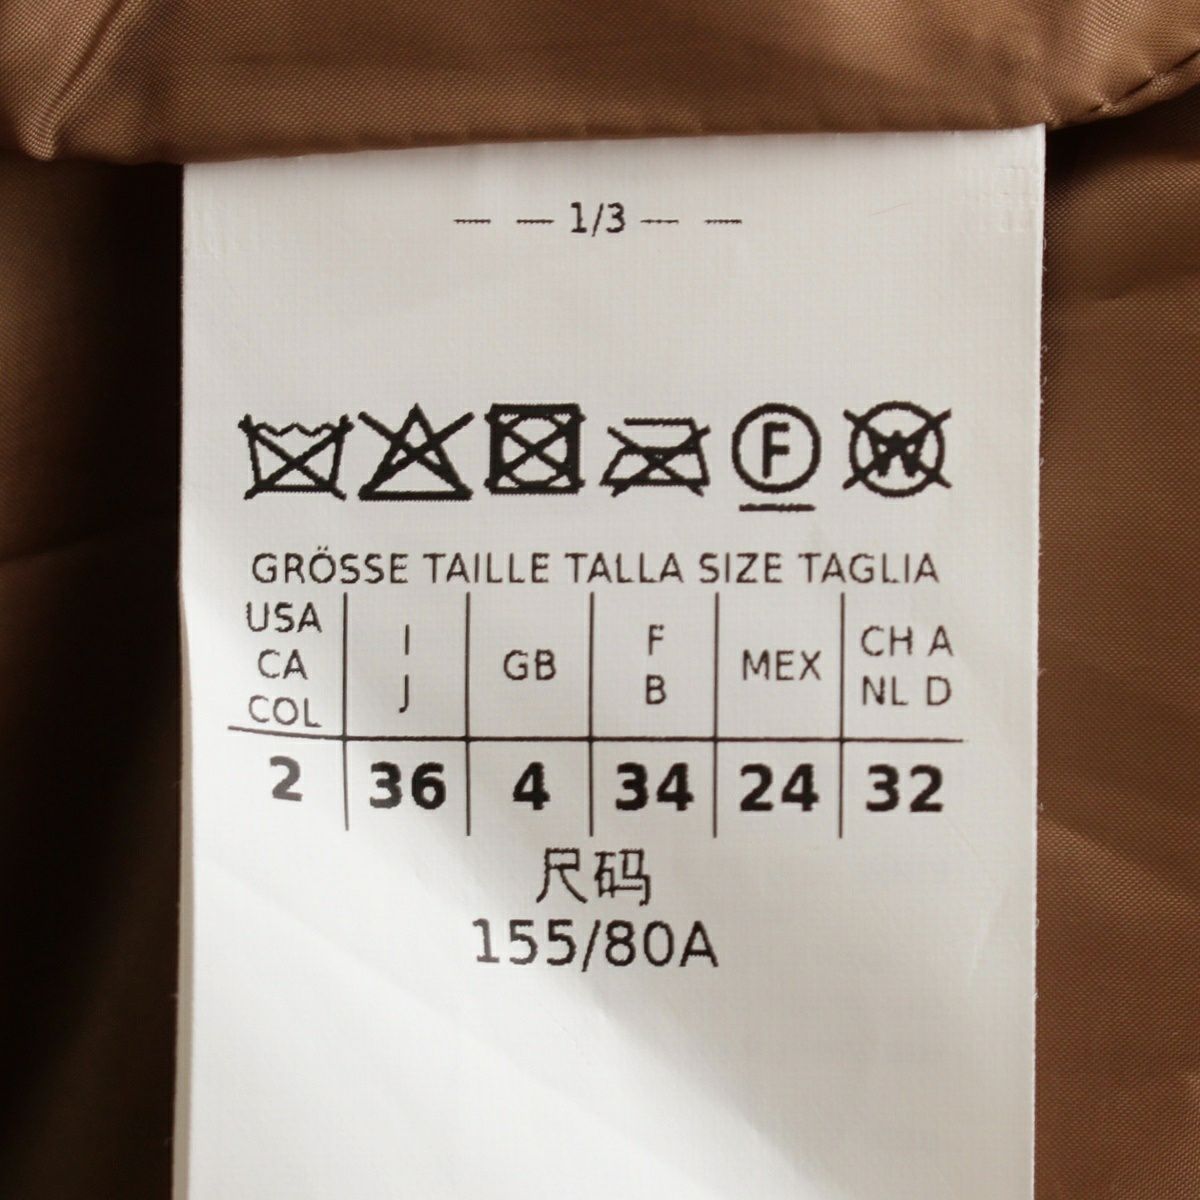 — — 1/3 — —
F W
GRÖSSE TAILLE TALLA SIZE TAGLIA
USA CA COL I J GB F B MEX CH A NL D
2 36 4 34 24 32
尺码
155/80A